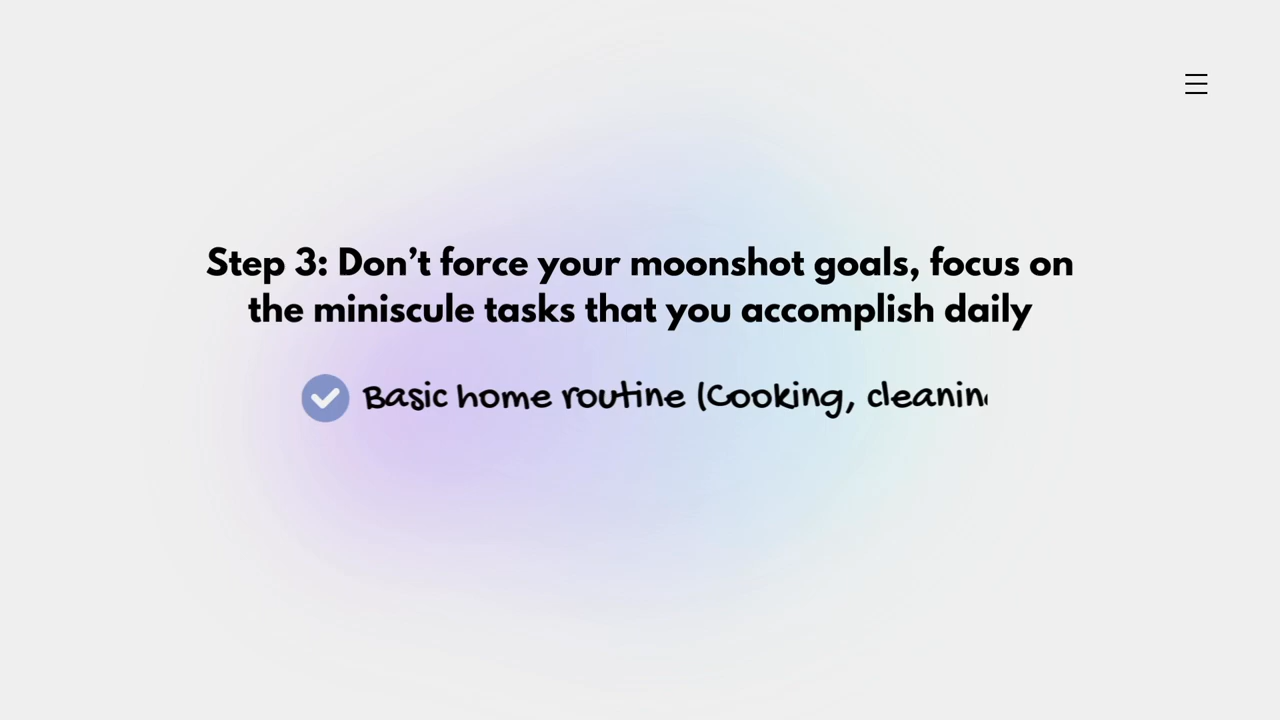 Step 3: Don’t force your moonshot goals, focus on
the miniscule tasks that you accomplish daily
Basic home routine (Cooking,